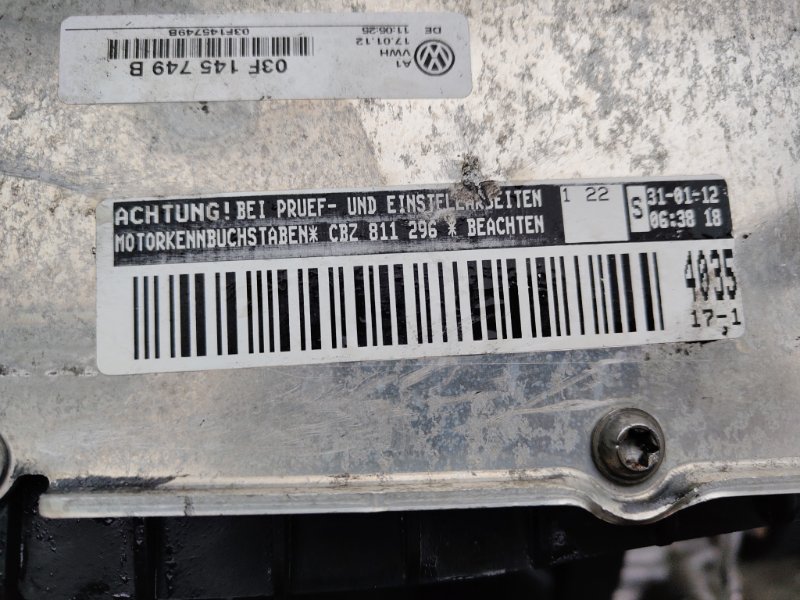 03F 145 749 B
03F145749B
A1
VWH
17.01.12
11:06:26
DE
ACHTUNG! BEI PRUEF- UND EINSTELLARBEITEN
MOTORKENNBUCHSTABEN* CBZ 811 296 * BEACHTEN
1 22
S
31-01-12
06:38 18
4035
17-1